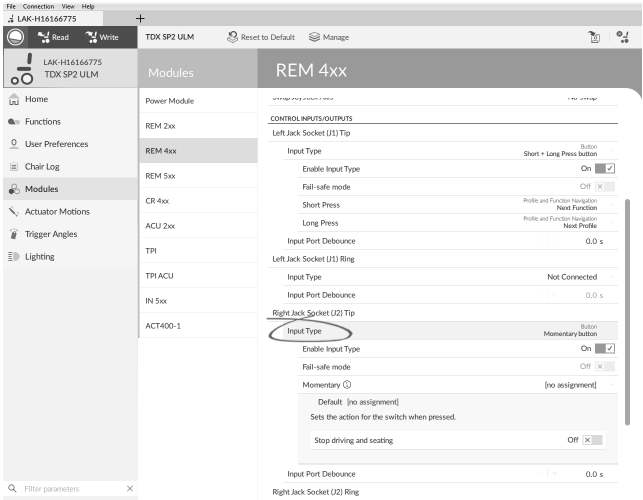 File Connection View Help
LAK-H16166775
Read Write TDX SP2 ULM Reset to Default Manage
LAK-H16166775
TDX SP2 ULM
Modules
REM 4xx
Home
Functions
User Preferences
Chair Log
Modules
Actuator Motions
Trigger Angles
Lighting
Filter parameters
Power Module
REM 2xx
REM 4xx
REM 5xx
CR 4xx
ACU 2xx
TPI
TPI ACU
IN 5xx
ACT400-1
CONTROL INPUTS/OUTPUTS
Left Jack Socket (J1) Tip
Input Type Button
Short + Long Press button
Enable Input Type On
Fail-safe mode Off
Short Press Profile and Function Navigation
Next Function
Long Press Profile and Function Navigation
Next Profile
Input Port Debounce 0.0 s
Left Jack Socket (J1) Ring
Input Type Not Connected
Input Port Debounce 0.0 s
Right Jack Socket (J2) Tip
Input Type Button
Momentary button
Enable Input Type On
Fail-safe mode Off
Momentary [no assignment]
Default [no assignment]
Sets the action for the switch when pressed.
Stop driving and seating Off
Input Port Debounce 0.0 s
Right Jack Socket (J2) Ring